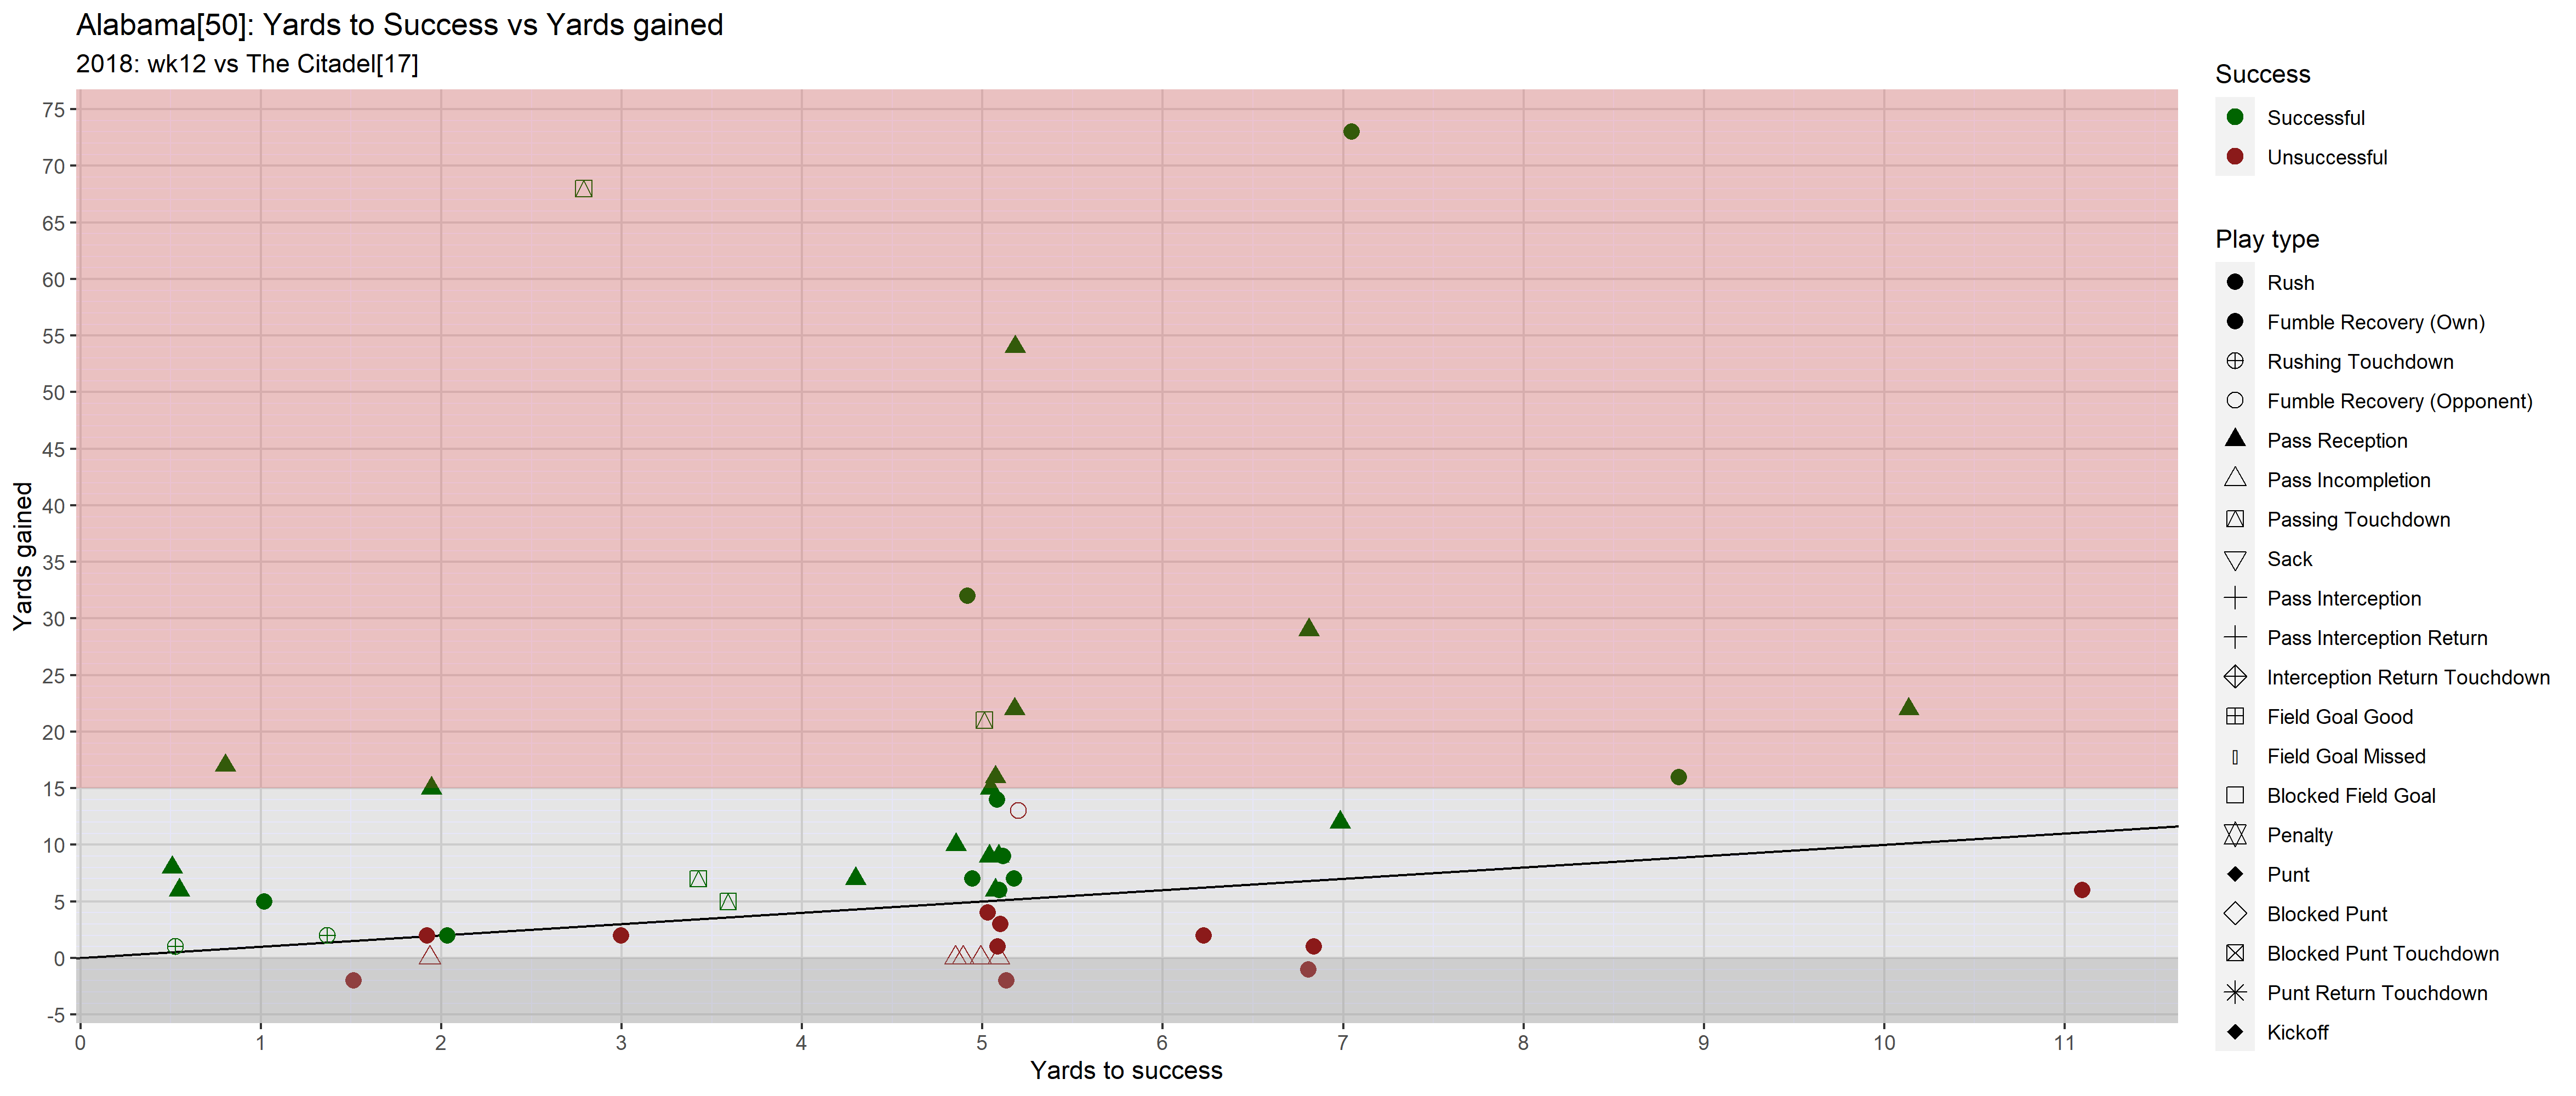 Alabama[50]: Yards to Success vs Yards gained
2018: wk12 vs The Citadel[17]
Yards gained
75
70
65
60
55
50
45
40
35
30
25
20
15
10
5
0
-5
0 1 2 3 4 5 6 7 8 9 10 11
Yards to success
Success
Successful
Unsuccessful
Play type
Rush
Fumble Recovery (Own)
Rushing Touchdown
Fumble Recovery (Opponent)
Pass Reception
Pass Incompletion
Passing Touchdown
Sack
Pass Interception
Pass Interception Return
Interception Return Touchdown
Field Goal Good
Field Goal Missed
Blocked Field Goal
Penalty
Punt
Blocked Punt
Blocked Punt Touchdown
Punt Return Touchdown
Kickoff